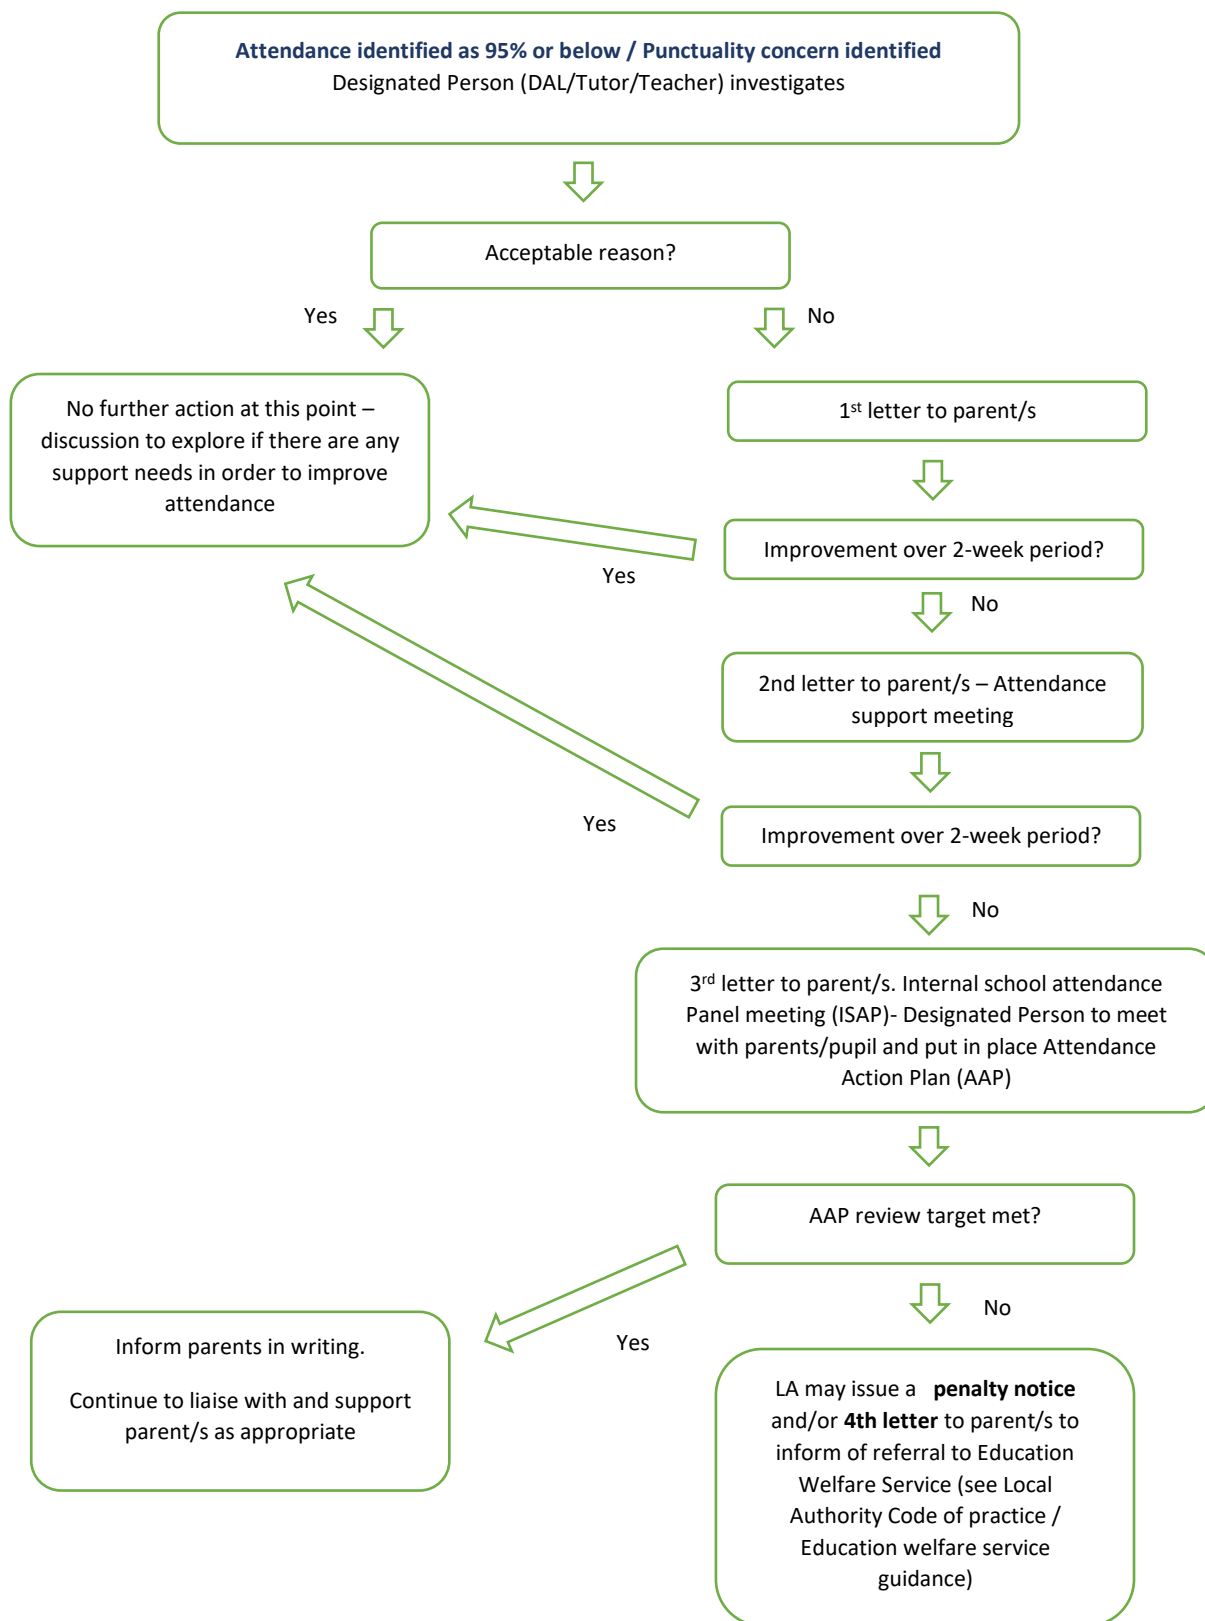 Attendance identified as 95% or below / Punctuality concern identified
Designated Person (DAL/Tutor/Teacher) investigates
Acceptable reason?
Yes
No
No further action at this point –
discussion to explore if there are any
support needs in order to improve
attendance
1st letter to parent/s
Improvement over 2-week period?
Yes
No
2nd letter to parent/s – Attendance
support meeting
Improvement over 2-week period?
Yes
No
3rd letter to parent/s. Internal school attendance
Panel meeting (ISAP)- Designated Person to meet
with parents/pupil and put in place Attendance
Action Plan (AAP)
AAP review target met?
Yes
No
Inform parents in writing.
Continue to liaise with and support
parent/s as appropriate
LA may issue a penalty notice
and/or 4th letter to parent/s to
inform of referral to Education
Welfare Service (see Local
Authority Code of practice /
Education welfare service
guidance)